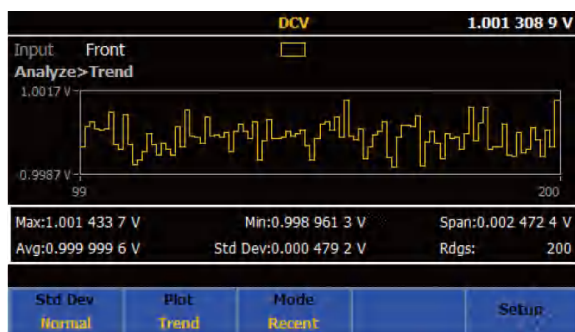 DCV 1.001 308 9 V
Input Front
Analyze>Trend
1.0017 V
-0.9987 V
99 200
Max:1.001 433 7 V Min:0.998 961 3 V Span:0.002 472 4 V
Avg:0.999 999 6 V Std Dev:0.000 479 2 V Rdgs: 200
Std Dev Plot Mode Setup
Normal Trend Recent